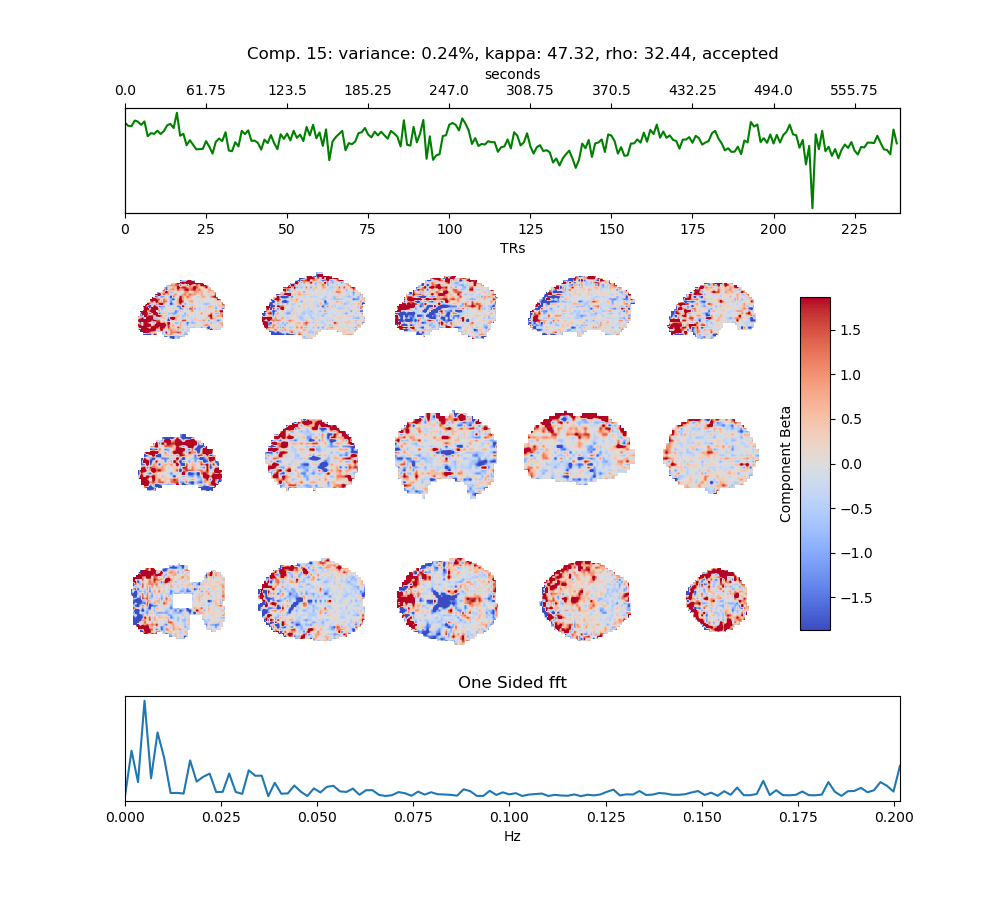 Comp. 15: variance: 0.24%, kappa: 47.32, rho: 32.44, accepted
seconds
0.0 61.75 123.5 185.25 247.0 308.75 370.5 432.25 494.0 555.75
0 25 50 75 100 125 150 175 200 225
TRs
Component Beta
1.5
1.0
0.5
0.0
−0.5
−1.0
−1.5
One Sided fft
0.000 0.025 0.050 0.075 0.100 0.125 0.150 0.175 0.200
Hz